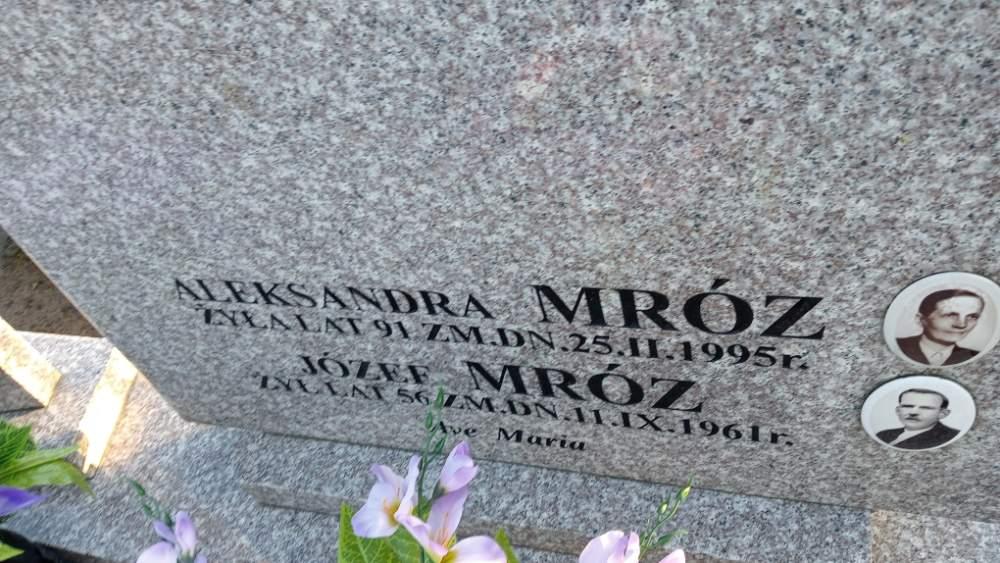 ALEKSANDRA MRÓZ
ŻYŁA LAT 91 ZM.DN.25.II.1995r.
JÓZEF MRÓZ
ŻYŁ LAT 56 ZM.DN.11.IX.1961r.
Ave Maria